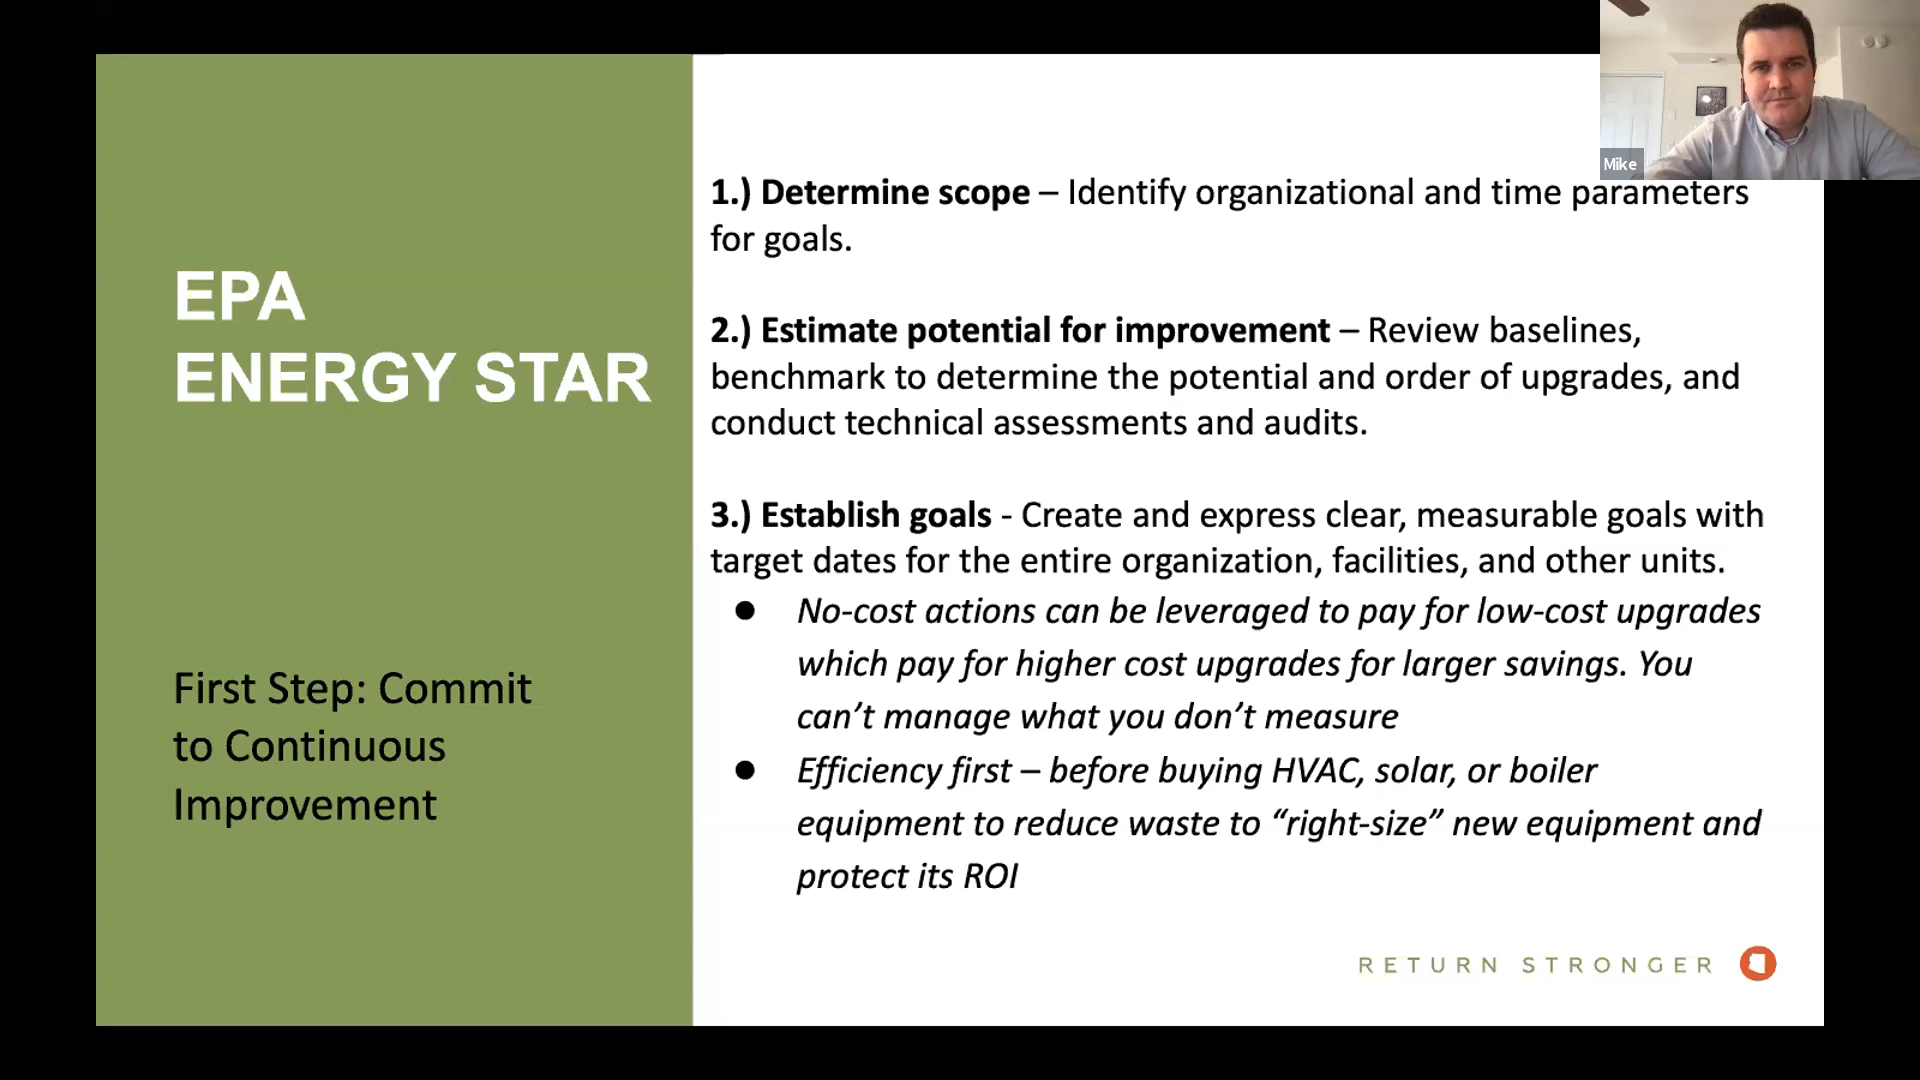 EPA
ENERGY STAR
First Step: Commit
to Continuous
Improvement
1.) Determine scope – Identify organizational and time parameters
for goals.
2.) Estimate potential for improvement – Review baselines,
benchmark to determine the potential and order of upgrades, and
conduct technical assessments and audits.
3.) Establish goals - Create and express clear, measurable goals with
target dates for the entire organization, facilities, and other units.
● No-cost actions can be leveraged to pay for low-cost upgrades
which pay for higher cost upgrades for larger savings. You
can’t manage what you don’t measure
● Efficiency first – before buying HVAC, solar, or boiler
equipment to reduce waste to “right-size” new equipment and
protect its ROI
RETURN STRONGER
Mike